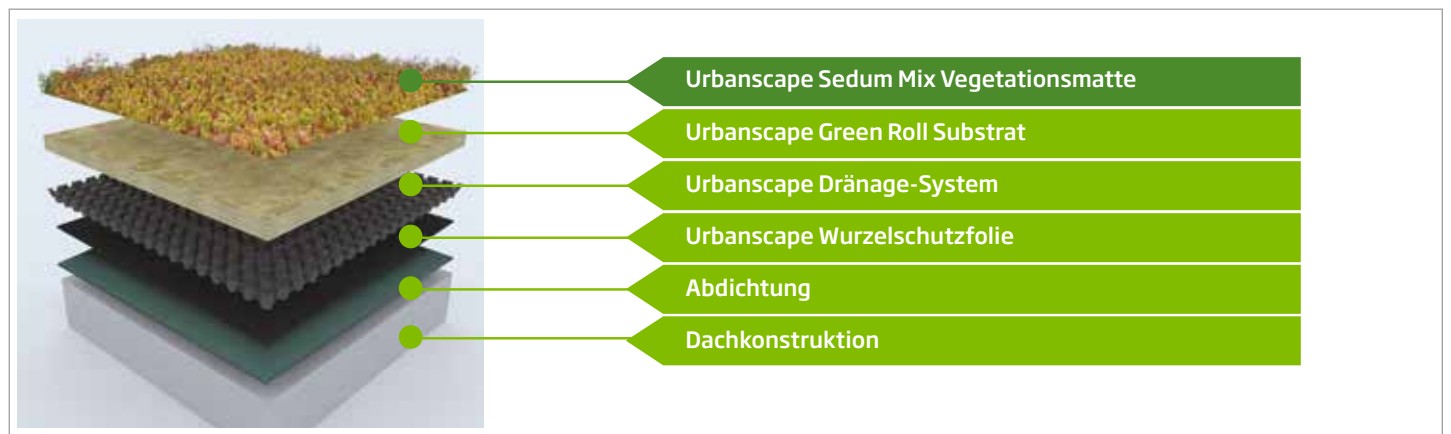 Urbanscape Sedum Mix Vegetationsmatte
Urbanscape Green Roll Substrat
Urbanscape Dränage-System
Urbanscape Wurzelschutzfolie
Abdichtung
Dachkonstruktion